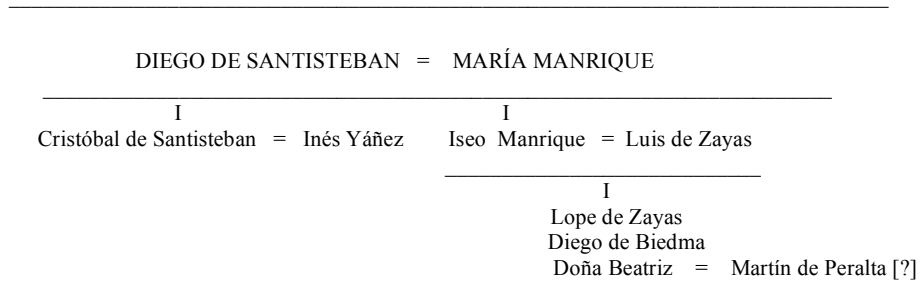 DIEGO DE SANTISTEBAN = MARÍA MANRIQUE
I I
Cristóbal de Santisteban = Inés Yáñez Iseo Manrique = Luis de Zayas
I
Lope de Zayas
Diego de Biedma
Doña Beatriz = Martín de Peralta [?]